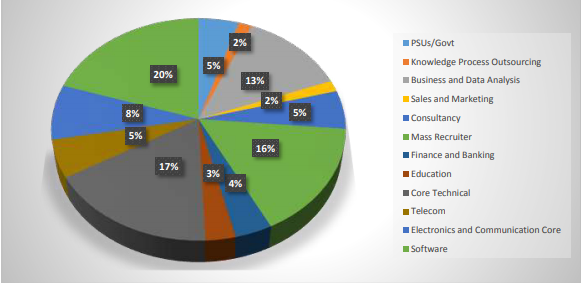 5%
2%
13%
2%
5%
16%
4%
3%
17%
5%
8%
20%
PSUs/Govt
Knowledge Process Outsourcing
Business and Data Analysis
Sales and Marketing
Consultancy
Mass Recruiter
Finance and Banking
Education
Core Technical
Telecom
Electronics and Communication Core
Software